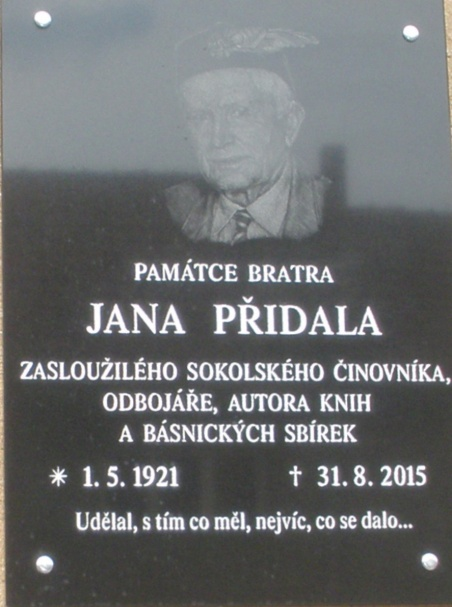 PAMÁTCE BRATRA
JANA PŘIDALA
ZASLOUŽILÉHO SOKOLSKÉHO ČINOVNÍKA,
ODBOJÁŘE, AUTORA KNIH
A BÁSNICKÝCH SBÍREK
* 1. 5. 1921 † 31. 8. 2015
Udělal, s tím co měl, nejvíc, co se dalo...